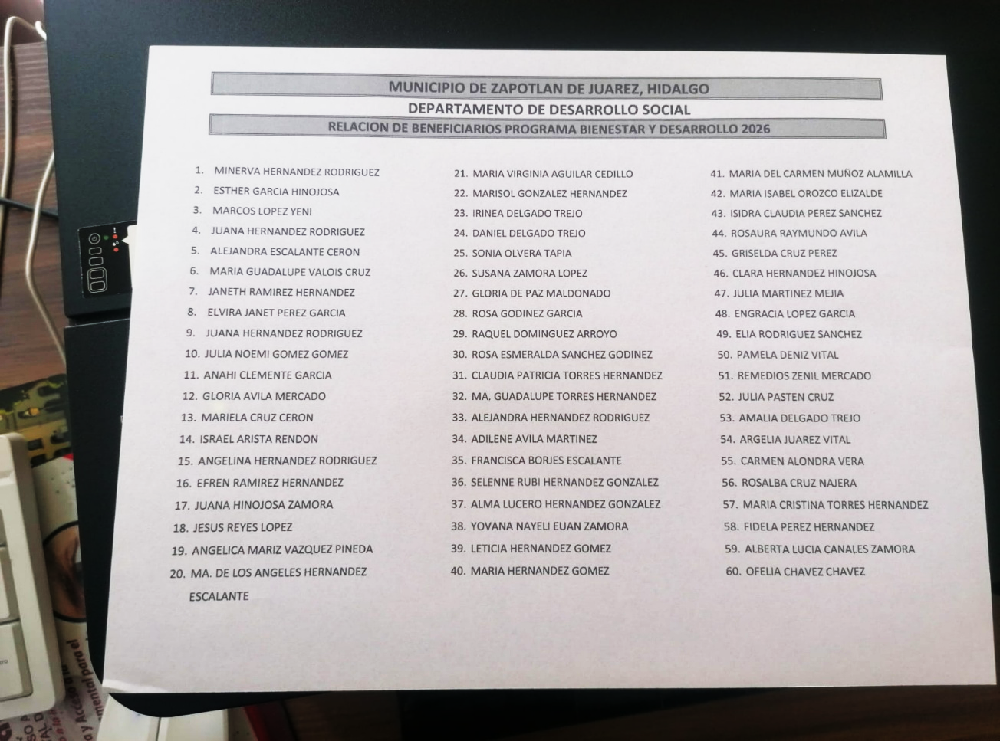 MUNICIPIO DE ZAPOTLAN DE JUAREZ, HIDALGO
DEPARTAMENTO DE DESARROLLO SOCIAL
RELACION DE BENEFICIARIOS PROGRAMA BIENESTAR Y DESARROLLO 2026
1. MINERVA HERNANDEZ RODRIGUEZ
2. ESTHER GARCIA HINOJOSA
3. MARCOS LOPEZ YENI
4. JUANA HERNANDEZ RODRIGUEZ
5. ALEJANDRA ESCALANTE CERON
6. MARIA GUADALUPE VALOIS CRUZ
7. JANETH RAMIREZ HERNANDEZ
8. ELVIRA JANET PEREZ GARCIA
9. JUANA HERNANDEZ RODRIGUEZ
10. JULIA NOEMI GOMEZ GOMEZ
11. ANAHI CLEMENTE GARCIA
12. GLORIA AVILA MERCADO
13. MARIELA CRUZ CERON
14. ISRAEL ARISTA RENDON
15. ANGELINA HERNANDEZ RODRIGUEZ
16. EFREN RAMIREZ HERNANDEZ
17. JUANA HINOJOSA ZAMORA
18. JESUS REYES LOPEZ
19. ANGELICA MARIZ VAZQUEZ PINEDA
20. MA. DE LOS ANGELES HERNANDEZ
ESCALANTE
21. MARIA VIRGINIA AGUILAR CEDILLO
22. MARISOL GONZALEZ HERNANDEZ
23. IRINEA DELGADO TREJO
24. DANIEL DELGADO TREJO
25. SONIA OLVERA TAPIA
26. SUSANA ZAMORA LOPEZ
27. GLORIA DE PAZ MALDONADO
28. ROSA GODINEZ GARCIA
29. RAQUEL DOMINGUEZ ARROYO
30. ROSA ESMERALDA SANCHEZ GODINEZ
31. CLAUDIA PATRICIA TORRES HERNANDEZ
32. MA. GUADALUPE TORRES HERNANDEZ
33. ALEJANDRA HERNANDEZ RODRIGUEZ
34. ADILENE AVILA MARTINEZ
35. FRANCISCA BORJES ESCALANTE
36. SELENNE RUBI HERNANDEZ GONZALEZ
37. ALMA LUCERO HERNANDEZ GONZALEZ
38. YOVANA NAYELI EUAN ZAMORA
39. LETICIA HERNANDEZ GOMEZ
40. MARIA HERNANDEZ GOMEZ
41. MARIA DEL CARMEN MUÑOZ ALAMILLA
42. MARIA ISABEL OROZCO ELIZALDE
43. ISIDRA CLAUDIA PEREZ SANCHEZ
44. ROSAURA RAYMUNDO AVILA
45. GRISELDA CRUZ PEREZ
46. CLARA HERNANDEZ HINOJOSA
47. JULIA MARTINEZ MEJIA
48. ENGRACIA LOPEZ GARCIA
49. ELIA RODRIGUEZ SANCHEZ
50. PAMELA DENIZ VITAL
51. REMEDIOS ZENIL MERCADO
52. JULIA PASTEN CRUZ
53. AMALIA DELGADO TREJO
54. ARGELIA JUAREZ VITAL
55. CARMEN ALONDRA VERA
56. ROSALBA CRUZ NAJERA
57. MARIA CRISTINA TORRES HERNANDEZ
58. FIDELA PEREZ HERNANDEZ
59. ALBERTA LUCIA CANALES ZAMORA
60. OFELIA CHAVEZ CHAVEZ